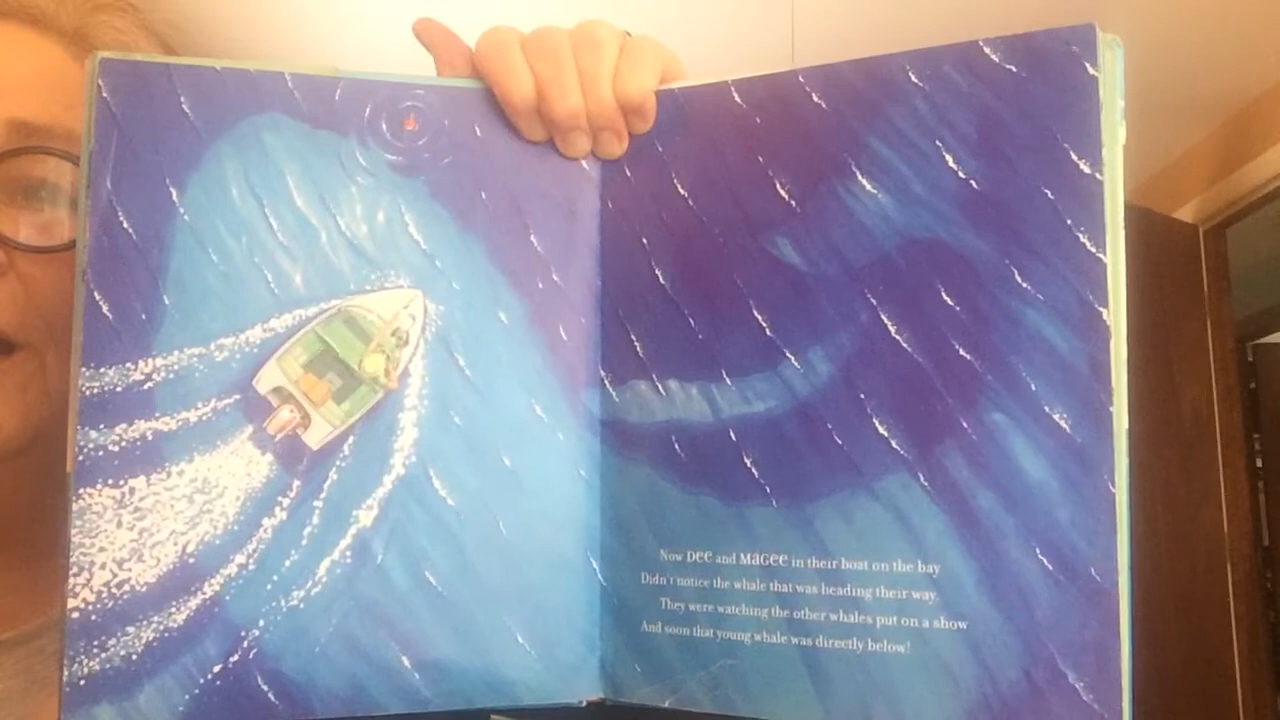 Now Dee and Magee in their boat on the bay
Didn't notice the whale that was heading their way.
They were watching the other whales put on a show
And soon that young whale was directly below!